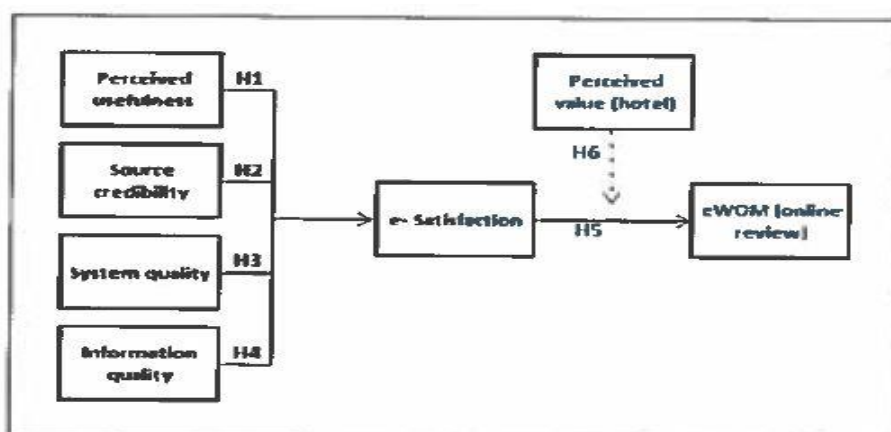 Perceived
usefulness
H1
Source
credibility
H2
System quality
H3
Information
quality
H4
e- Satisfaction
Perceived
value (hotel)
H6
H5
eWOM (online
review)